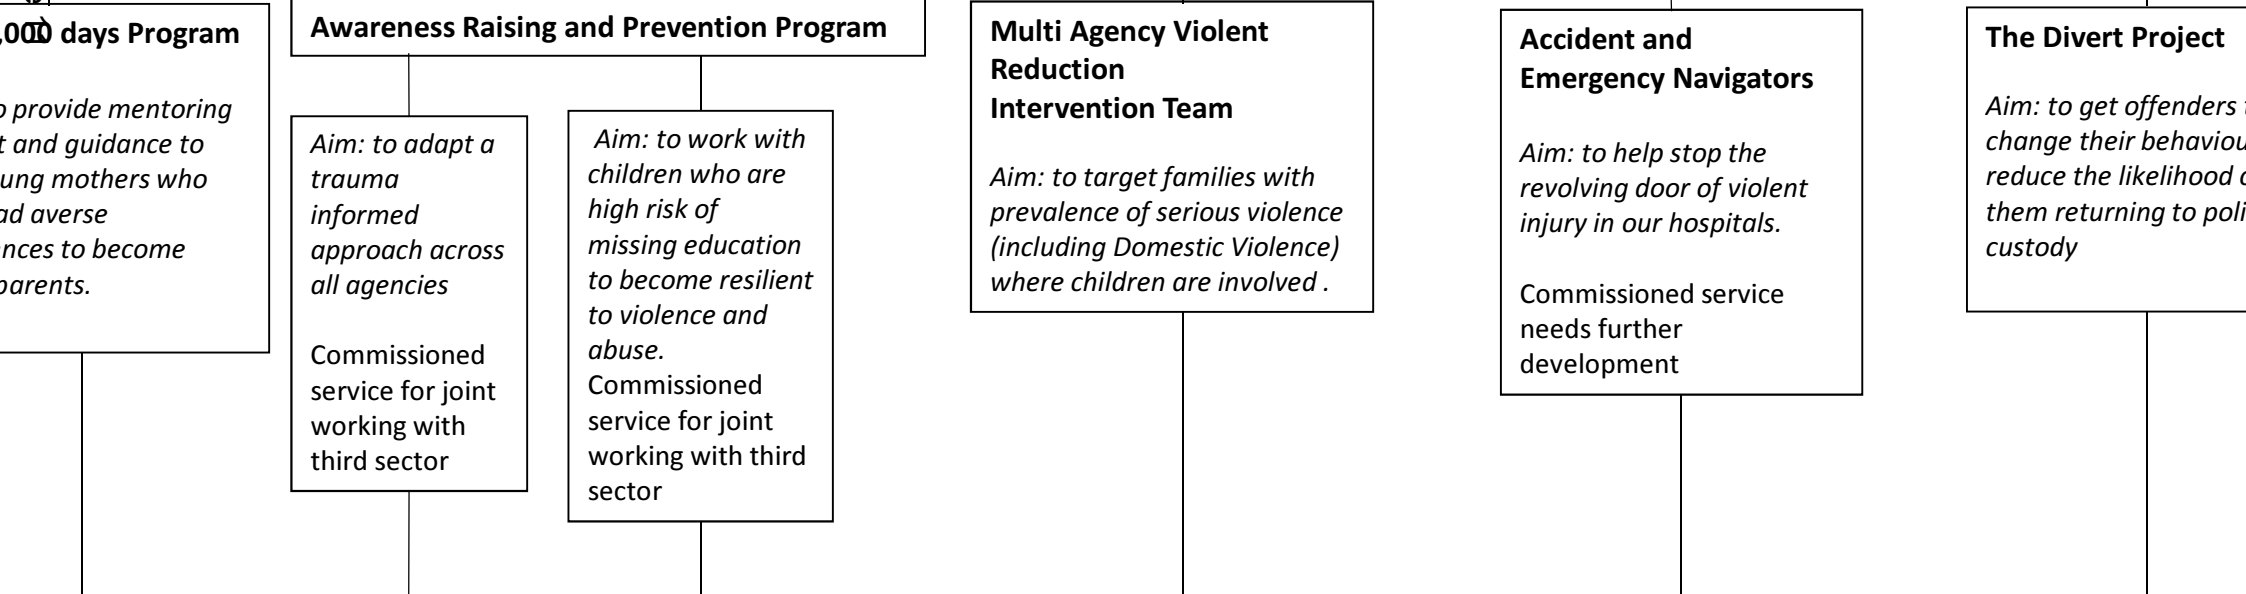 ,000 days Program
provide mentoring
and guidance to
mothers who
averse
to become
parents.
Awareness Raising and Prevention Program
Aim: to adapt a
trauma
informed
approach across
all agencies
Commissioned
service for joint
working with
third sector
Aim: to work with
children who are
high risk of
missing education
to become resilient
to violence and
abuse.
Commissioned
service for joint
working with third
sector
Multi Agency Violent
Reduction
Intervention Team
Aim: to target families with
prevalence of serious violence
(including Domestic Violence)
where children are involved .
Accident and
Emergency Navigators
Aim: to help stop the
revolving door of violent
injury in our hospitals.
Commissioned service
needs further
development
The Divert Project
Aim: to get offenders
change their
reduce the likelihood
them returning to
custody